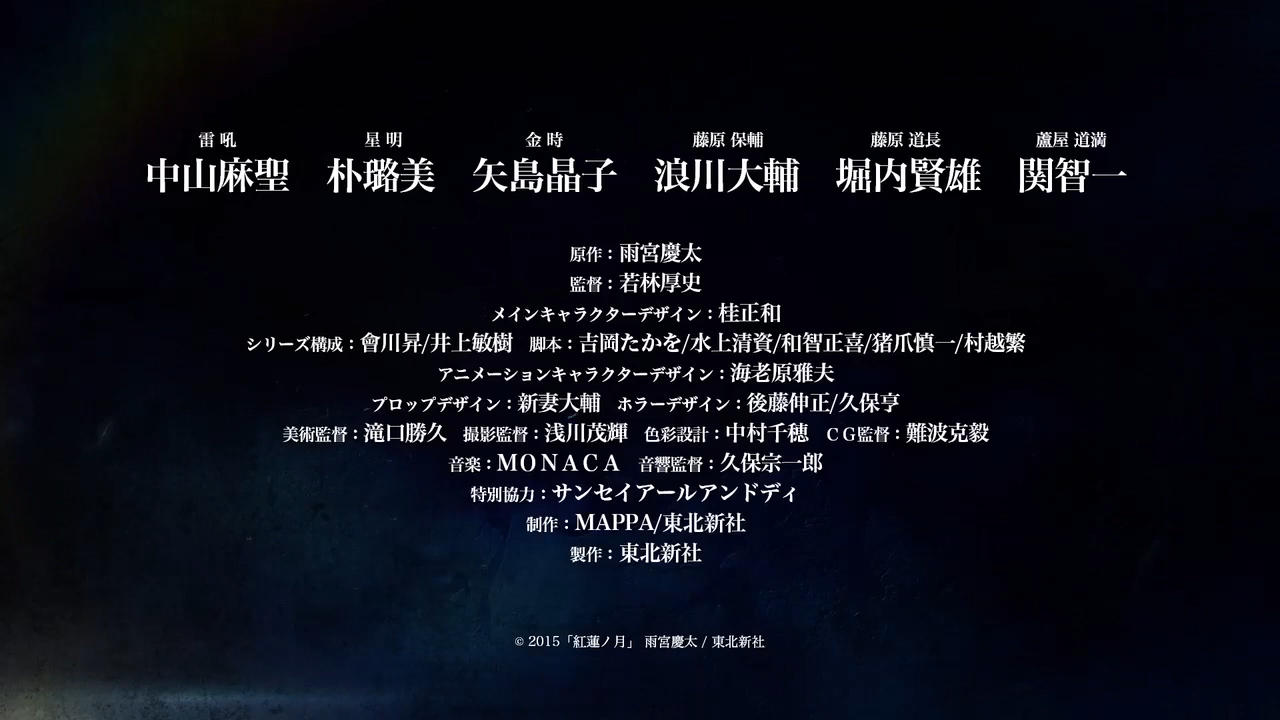 雷吼 星明 金時 藤原 保輔 藤原 道長 蘆屋 道満
中山麻聖 朴璐美 矢島晶子 浪川大輔 堀内賢雄 関智一
原作：雨宮慶太
監督：若林厚史
メインキャラクターデザイン：桂正和
シリーズ構成：會川昇/井上敏樹 脚本：吉岡たかを/水上清資/和智正喜/猪爪慎一/村越繁
アニメーションキャラクターデザイン：海老原雅夫
プロップデザイン：新妻大輔 ホラーデザイン：後藤伸正/久保亨
美術監督：滝口勝久 撮影監督：浅川茂輝 色彩設計：中村千穂 ＣＧ監督：難波克毅
音楽：ＭＯＮＡＣＡ 音響監督：久保宗一郎
特別協力：サンセイアールアンドディ
制作：MAPPA/東北新社
製作：東北新社
© 2015「紅蓮ノ月」 雨宮慶太 / 東北新社